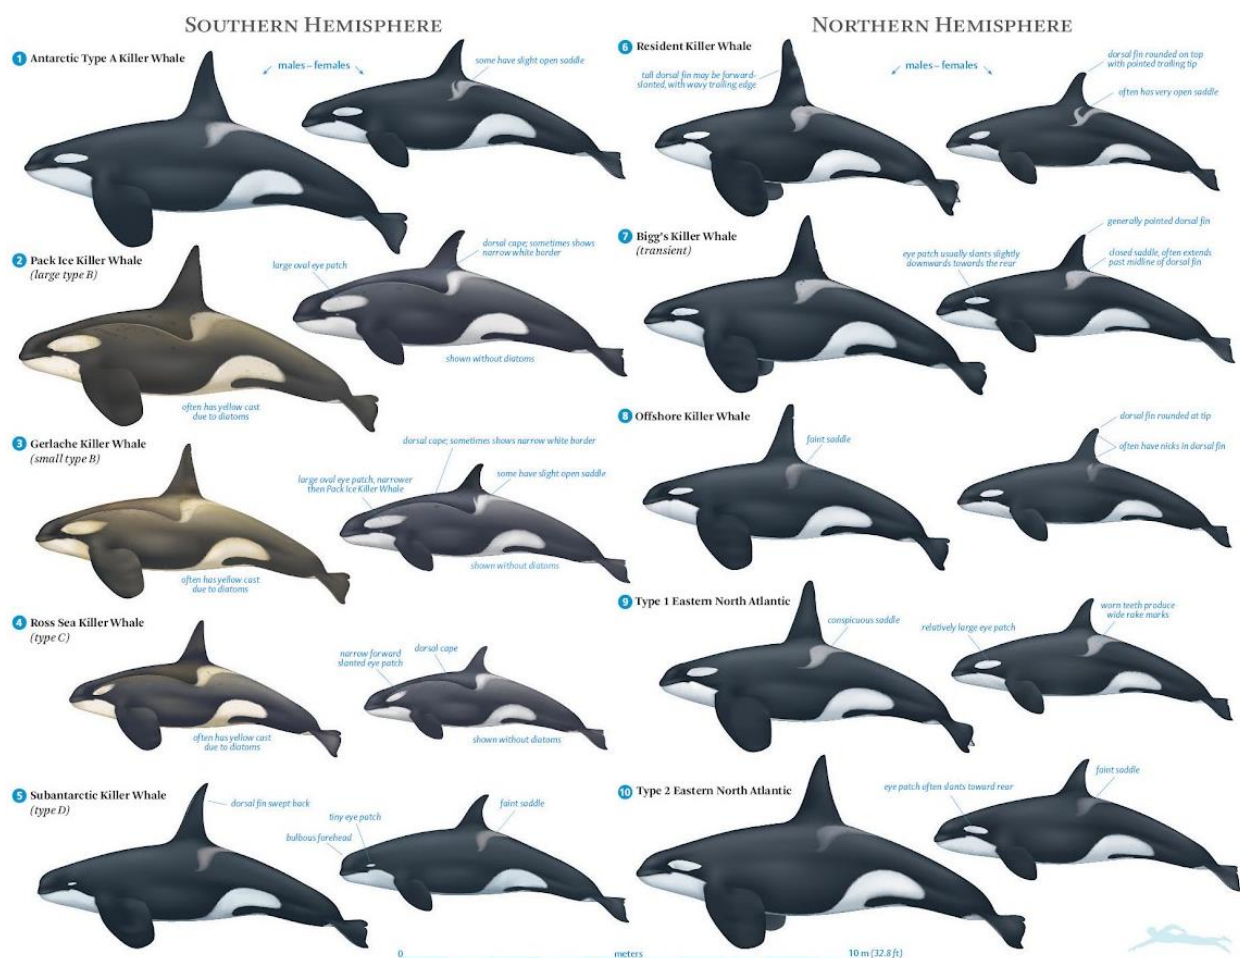 SOUTHERN HEMISPHERE
1 Antarctic Type A Killer Whale
males – females
some have slight open saddle
2 Pack Ice Killer Whale
(large type B)
large oval eye patch
dorsal cape; sometimes shows
narrow white border
shown without diatoms
often has yellow cast
due to diatoms
3 Gerlache Killer Whale
(small type B)
dorsal cape; sometimes shows narrow white border
large oval eye patch, narrower
then Pack Ice Killer Whale
some have slight open saddle
shown without diatoms
often has yellow cast
due to diatoms
4 Ross Sea Killer Whale
(type C)
narrow forward
slanted eye patch
dorsal cape
often has yellow cast
due to diatoms
shown without diatoms
5 Subantarctic Killer Whale
(type D)
dorsal fin swept back
tiny eye patch
bulbous forehead
faint saddle
NORTHERN HEMISPHERE
6 Resident Killer Whale
tall dorsal fin may be forward-
slanted, with wavy trailing edge
males – females
dorsal fin rounded on top
with pointed trailing tip
often has very open saddle
7 Bigg's Killer Whale
(transient)
eye patch usually slants slightly
downwards towards the rear
generally pointed dorsal fin
closed saddle, often extends
past midline of dorsal fin
8 Offshore Killer Whale
faint saddle
dorsal fin rounded at tip
often have nicks in dorsal fin
9 Type 1 Eastern North Atlantic
conspicuous saddle
relatively large eye patch
worn teeth produce
wide rake marks
10 Type 2 Eastern North Atlantic
eye patch often slants toward rear
faint saddle
0 meters 10 m (32.8 ft)